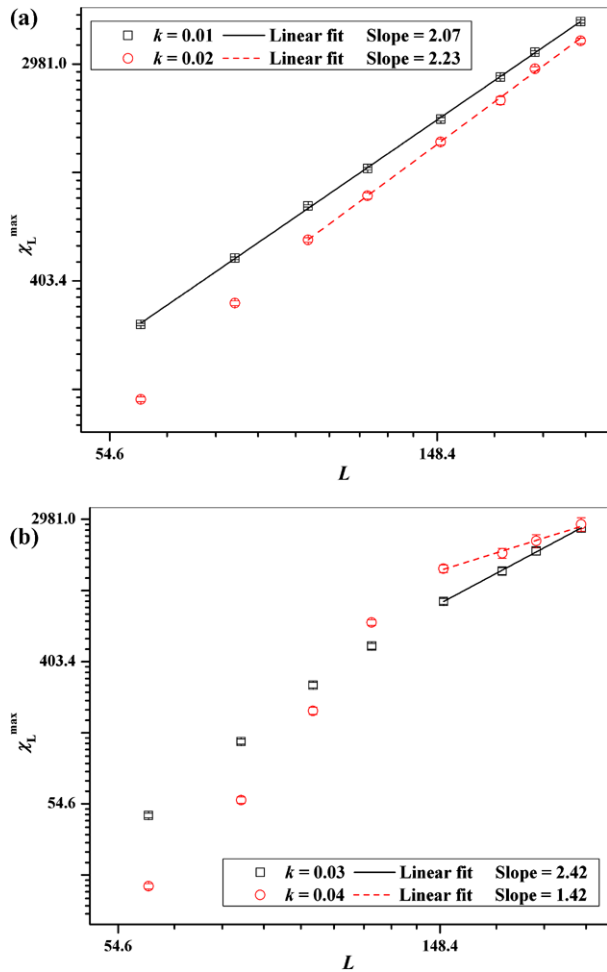 (a)
k = 0.01 Linear fit Slope = 2.07
k = 0.02 Linear fit Slope = 2.23
2981.0
χ_L^max
403.4
54.6 148.4
L
(b)
2981.0
403.4
χ_L^max
54.6
k = 0.03 Linear fit Slope = 2.42
k = 0.04 Linear fit Slope = 1.42
54.6 148.4
L